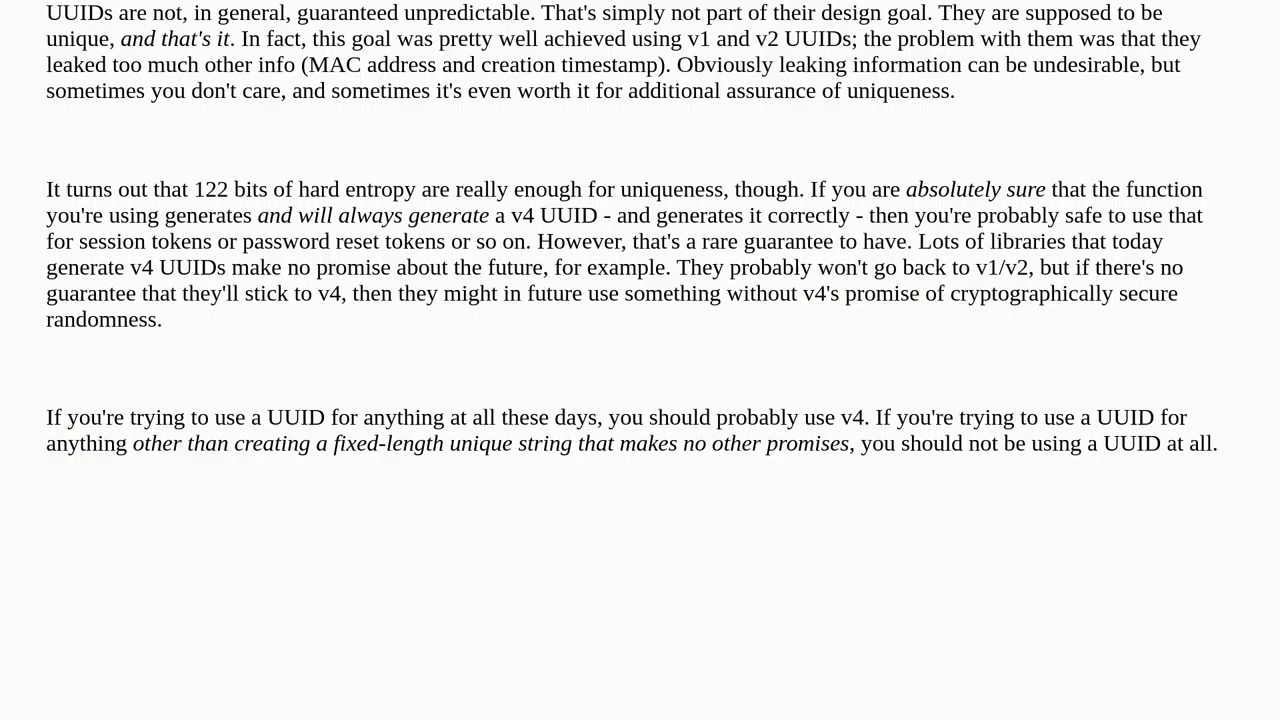 UUIDs are not, in general, guaranteed unpredictable. That's simply not part of their design goal. They are supposed to be
unique, and that's it. In fact, this goal was pretty well achieved using v1 and v2 UUIDs; the problem with them was that they
leaked too much other info (MAC address and creation timestamp). Obviously leaking information can be undesirable, but
sometimes you don't care, and sometimes it's even worth it for additional assurance of uniqueness.
It turns out that 122 bits of hard entropy are really enough for uniqueness, though. If you are absolutely sure that the function
you're using generates and will always generate a v4 UUID - and generates it correctly - then you're probably safe to use that
for session tokens or password reset tokens or so on. However, that's a rare guarantee to have. Lots of libraries that today
generate v4 UUIDs make no promise about the future, for example. They probably won't go back to v1/v2, but if there's no
guarantee that they'll stick to v4, then they might in future use something without v4's promise of cryptographically secure
randomness.
If you're trying to use a UUID for anything at all these days, you should probably use v4. If you're trying to use a UUID for
anything other than creating a fixed-length unique string that makes no other promises, you should not be using a UUID at all.